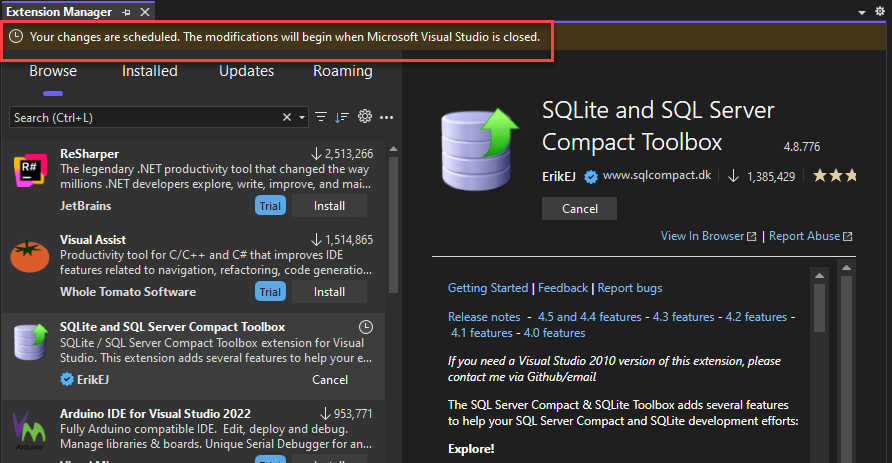 Extension Manager
Your changes are scheduled. The modifications will begin when Microsoft Visual Studio is closed.
Browse Installed Updates Roaming
Search (Ctrl+L)
R#
ReSharper 2,513,266
The legendary .NET productivity tool that changed the way
millions .NET developers explore, write, improve, and mai...
JetBrains Trial Install
Visual Assist 1,514,865
Productivity tool for C/C++ and C# that improves IDE
features related to navigation, refactoring, code generatio...
Whole Tomato Software Trial Install
SQLite and SQL Server Compact Toolbox
SQLite / SQL Server Compact Toolbox extension for Visual
Studio. This extension adds several features to help your e...
ErikEJ Cancel
Arduino IDE for Visual Studio 2022 953,771
Fully Arduino compatible IDE. Edit, deploy and debug.
Manage libraries & boards. Unique Serial Debugger for an...
Arduino
SQLite and SQL Server
Compact Toolbox 4.8.776
ErikEJ www.sqlcompact.dk 1,385,429
Cancel
View In Browser | Report Abuse
Getting Started | Feedback | Report bugs
Release notes - 4.5 and 4.4 features - 4.3 features - 4.2 features -
4.1 features - 4.0 features
If you need a Visual Studio 2010 version of this extension, please
contact me via Github/email
The SQL Server Compact & SQLite Toolbox adds several features
to help your SQL Server Compact and SQLite development efforts:
Explore!